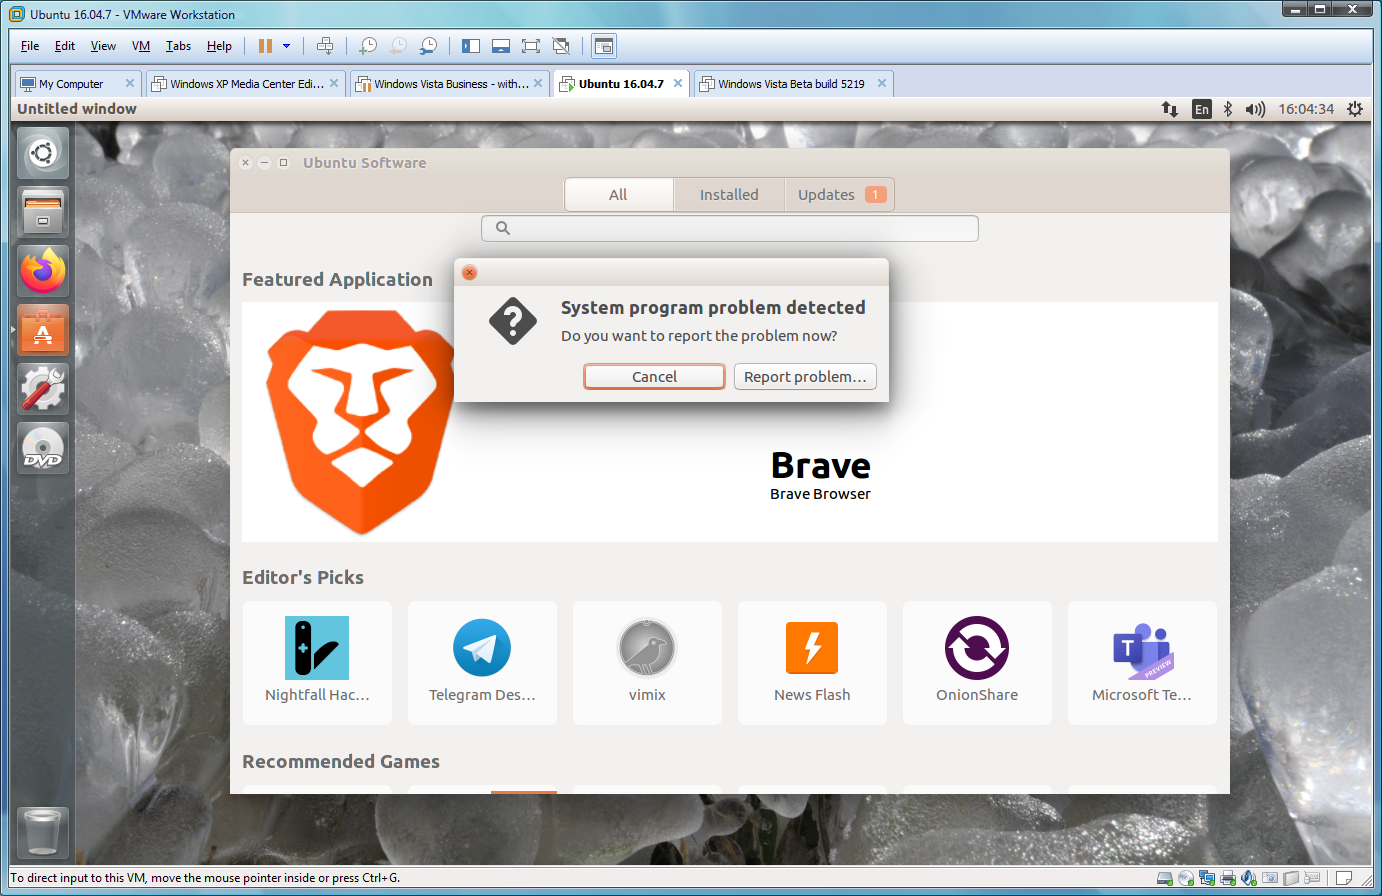 Ubuntu 16.04.7 - VMware Workstation
File Edit View VM Tabs Help
My Computer Windows XP Media Center Edi... Windows Vista Business - with... Ubuntu 16.04.7 Windows Vista Beta build 5219
Untitled window En 16:04:34
Ubuntu Software
All Installed Updates 1
Featured Application
System program problem detected
Do you want to report the problem now?
Cancel Report problem...
Brave
Brave Browser
Editor's Picks
Nightfall Hac... Telegram Des... vimix News Flash OnionShare Microsoft Te...
T PREVIEW
Recommended Games
A
DVD
To direct input to this VM, move the mouse pointer inside or press Ctrl+G.